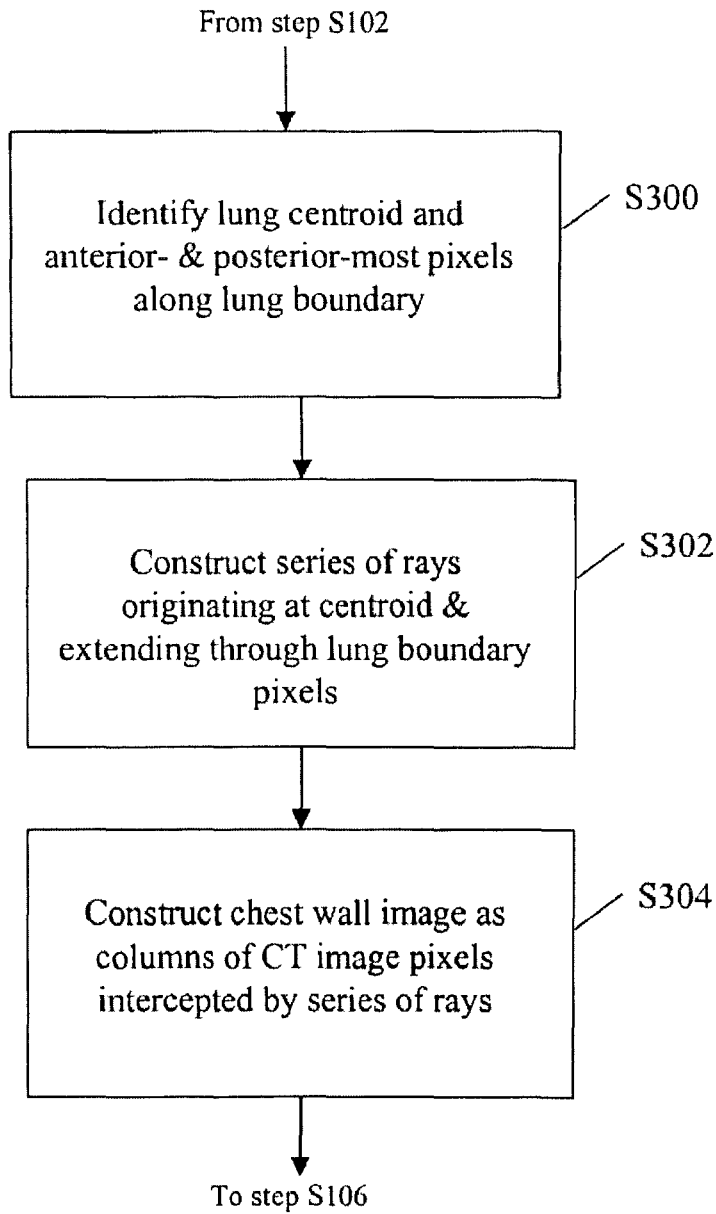 From step S102
Identify lung centroid and
anterior- & posterior-most pixels
along lung boundary
S300
Construct series of rays
originating at centroid &
extending through lung boundary
pixels
S302
Construct chest wall image as
columns of CT image pixels
intercepted by series of rays
S304
To step S106